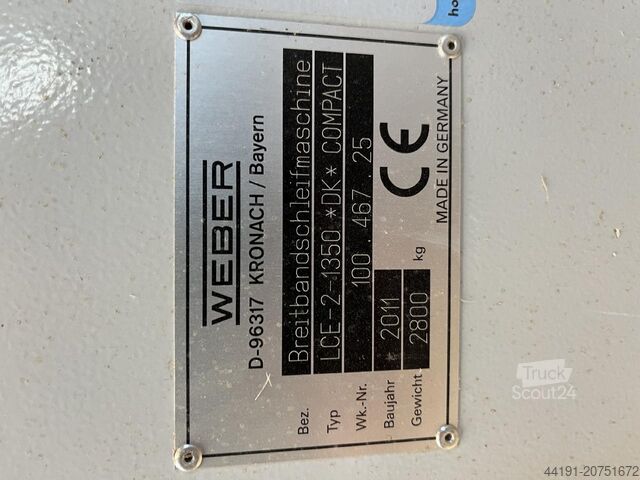 WEBER
D-96317 KRONACH / Bayern
Bez. Breitbandschleifmaschine
Typ LCE-2-1350 *DK* COMPACT
Wk.-Nr. 100 . 467 . 25
Baujahr 2011
Gewicht 2800 kg
CE
MADE IN GERMANY
ho
Truck
Scout24
44191-20751672